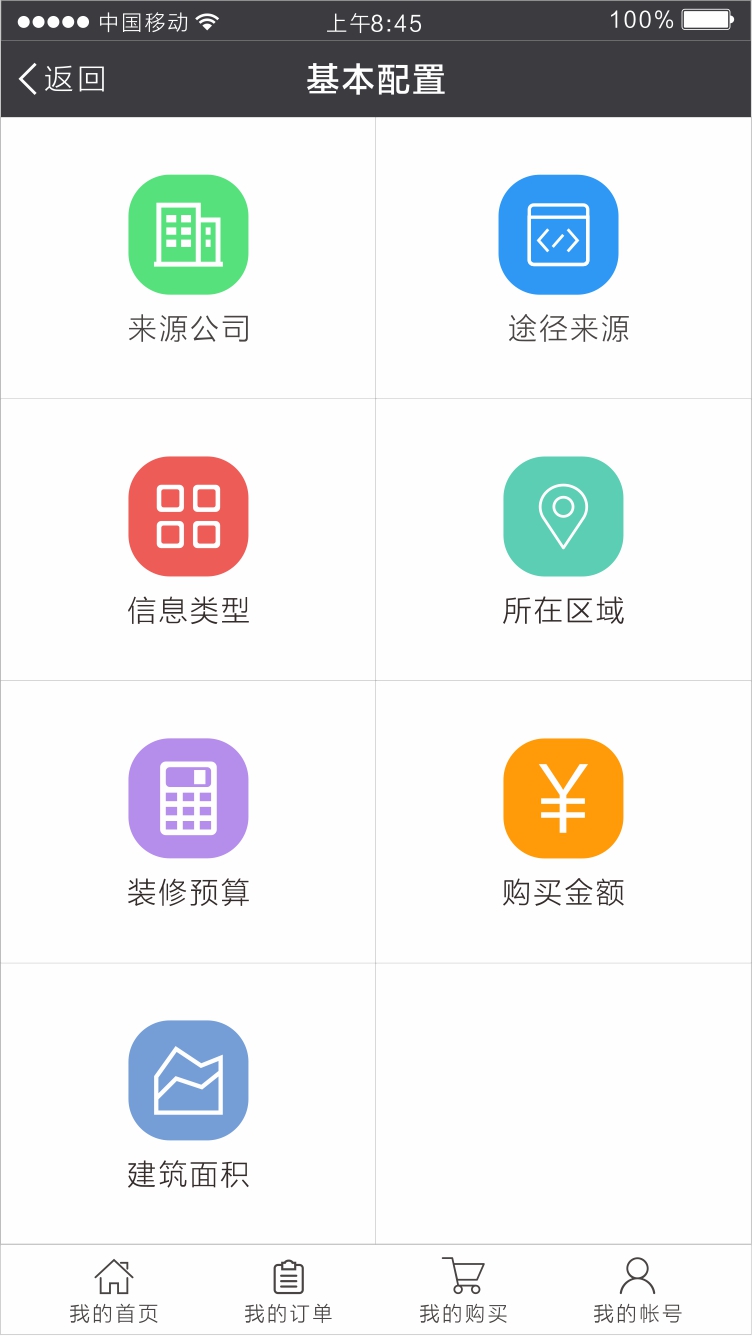 中国移动 上午8:45 100%
返回 基本配置
来源公司 途径来源
信息类型 所在区域
装修预算 购买金额
建筑面积
我的首页 我的订单 我的购买 我的帐号